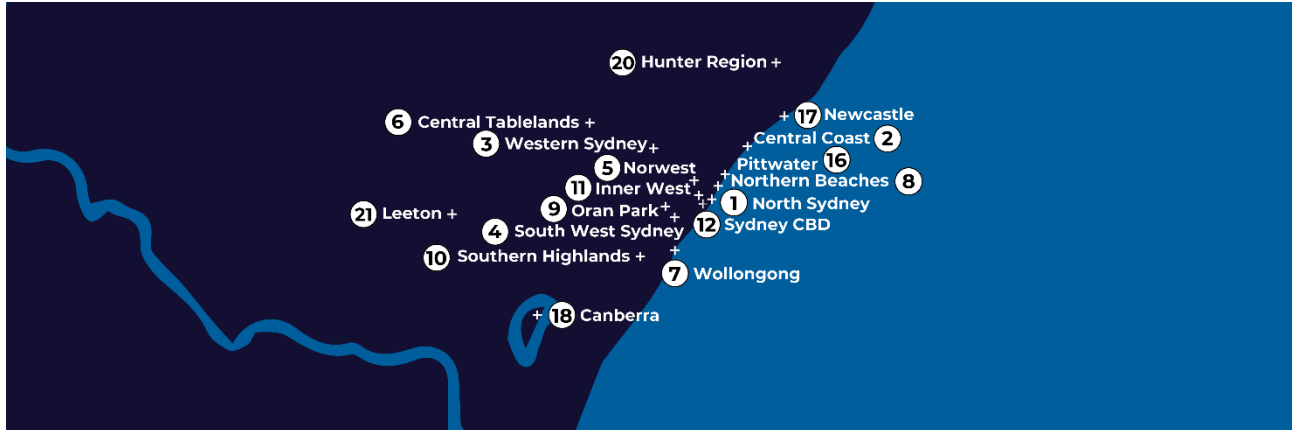 20 Hunter Region
17 Newcastle
6 Central Tablelands
Central Coast 2
3 Western Sydney
Pittwater 16
5 Norwest
Northern Beaches 8
11 Inner West
1 North Sydney
9 Oran Park
21 Leeton
12 Sydney CBD
4 South West Sydney
10 Southern Highlands
7 Wollongong
18 Canberra